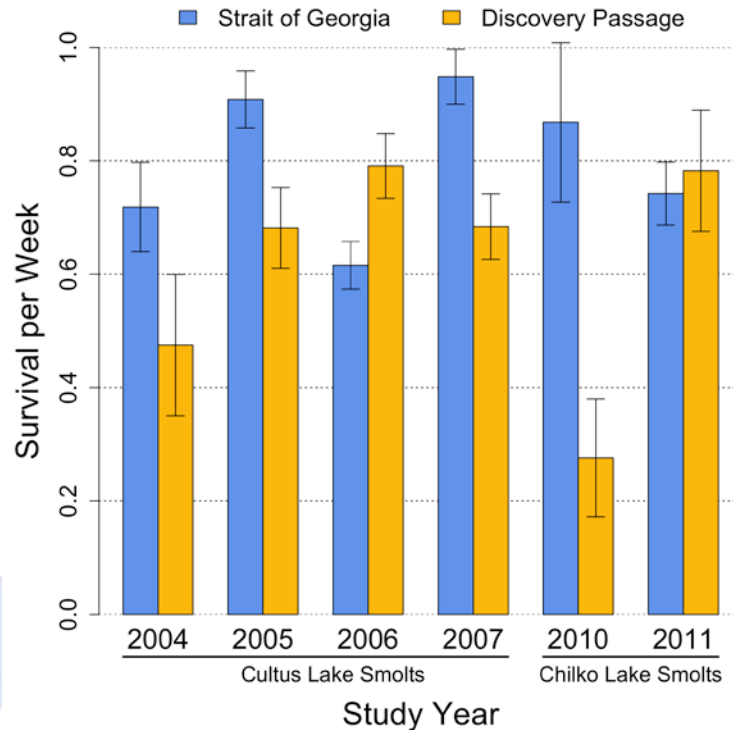 Strait of Georgia Discovery Passage
Survival per Week
1.0
0.8
0.6
0.4
0.2
0.0
2004 2005 2006 2007 2010 2011
Cultus Lake Smolts Chilko Lake Smolts
Study Year